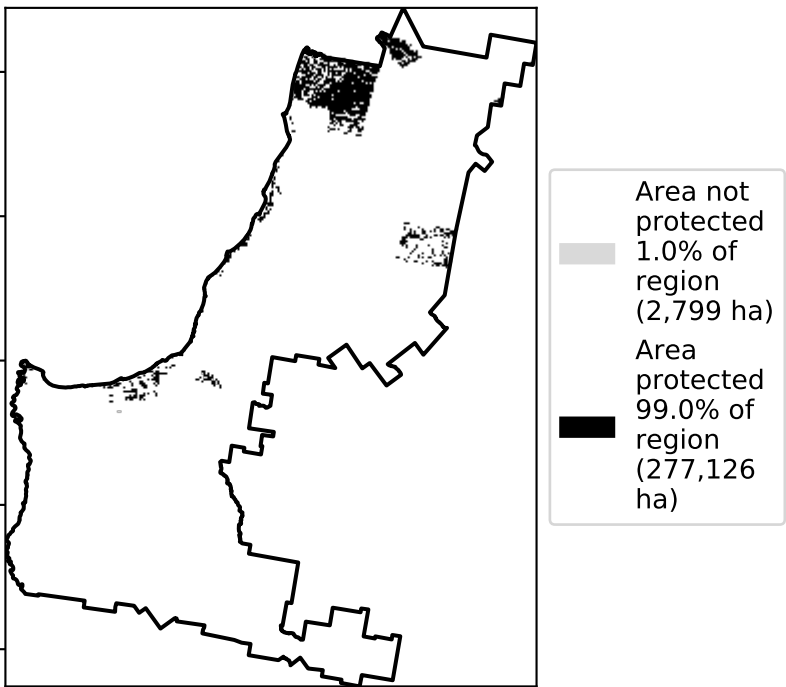 Area not
protected
1.0% of
region
(2,799 ha)
Area
protected
99.0% of
region
(277,126
ha)